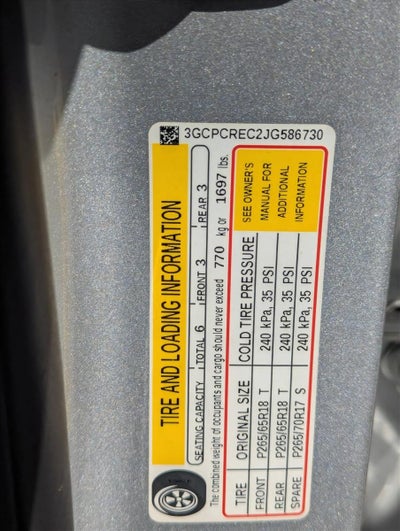 3GCPCREC2JG586730
TIRE AND LOADING INFORMATION
SEATING CAPACITY TOTAL 6 FRONT 3 REAR 3
The combined weight of occupants and cargo should never exceed 770 kg or 1697 lbs.
TIRE ORIGINAL SIZE COLD TIRE PRESSURE SEE OWNER'S
FRONT P265/65R18 T 240 kPa, 35 PSI MANUAL FOR
REAR P265/65R18 T 240 kPa, 35 PSI ADDITIONAL
SPARE P265/70R17 S 240 kPa, 35 PSI INFORMATION